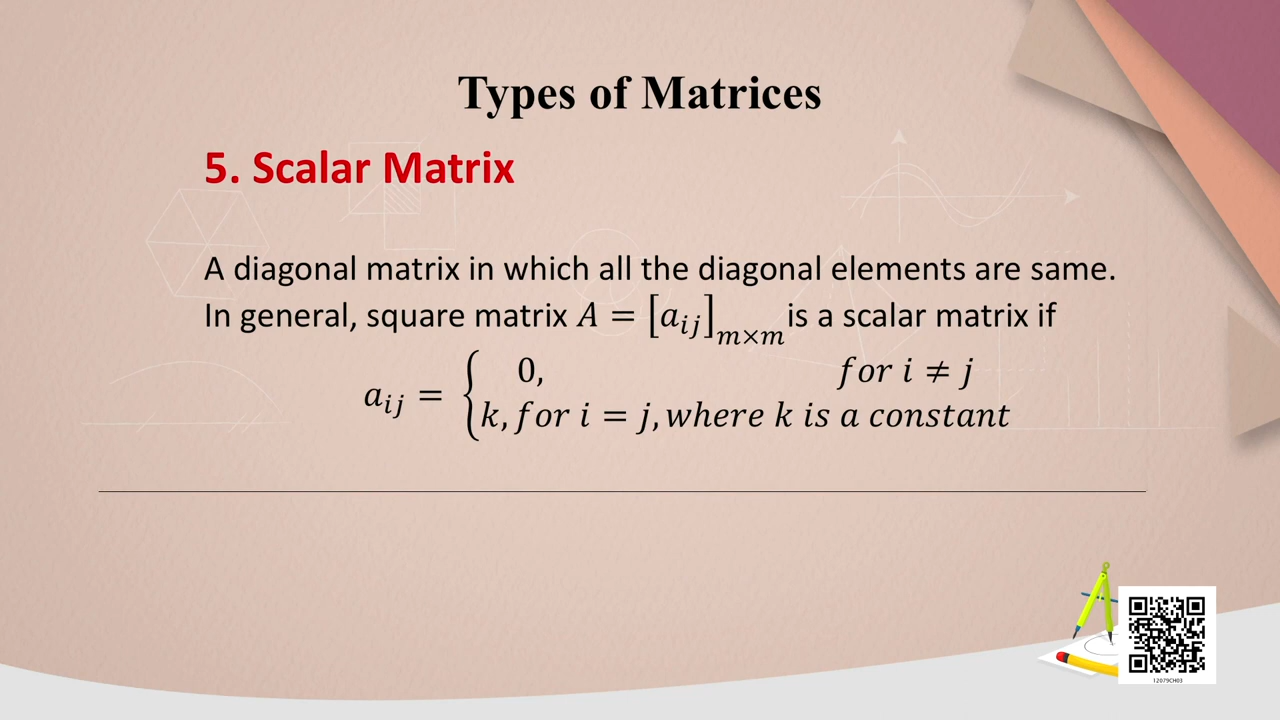 Types of Matrices
5. Scalar Matrix
A diagonal matrix in which all the diagonal elements are same.
In general, square matrix A = [aij]m×m is a scalar matrix if
aij = { 0, for i ≠ j
k, for i = j, where k is a constant
12079CH03